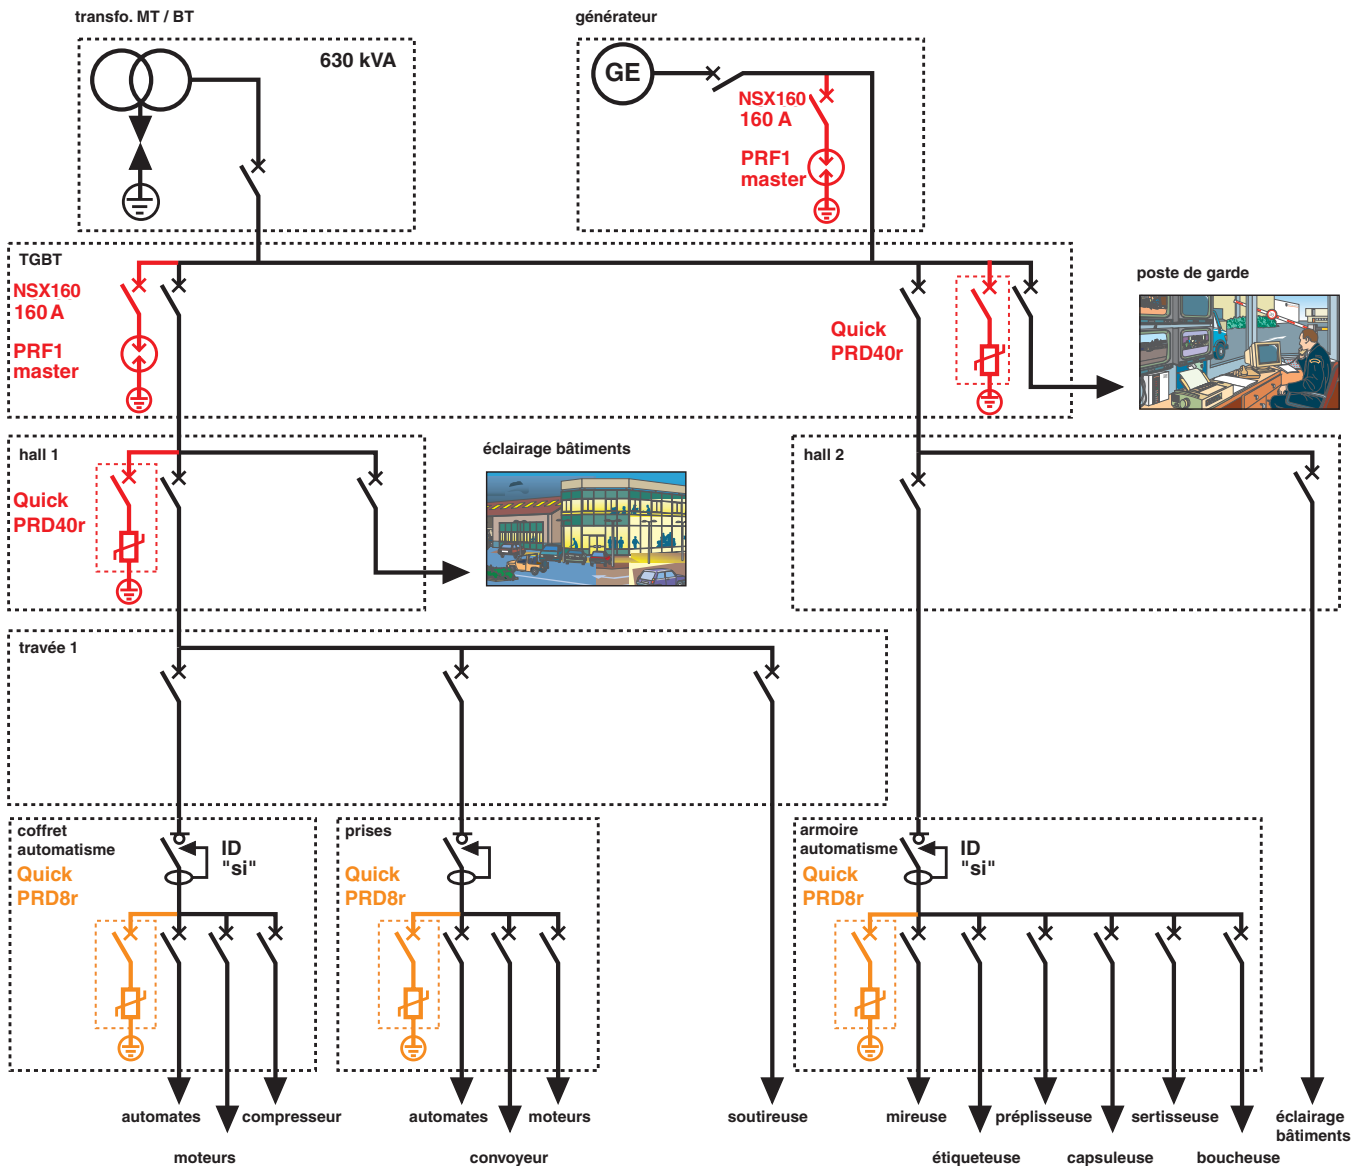 transfo. MT / BT
générateur
630 kVA
GE
NSX160
160 A
PRF1
master
TGBT
NSX160
160 A
PRF1
master
Quick
PRD40r
poste de garde
hall 1
Quick
PRD40r
éclairage bâtiments
hall 2
travée 1
coffret
automatisme
ID
"si"
Quick
PRD8r
prises
Quick
PRD8r
armoire
automatisme
ID
"si"
Quick
PRD8r
automates
compresseur
moteurs
automates
moteurs
convoyeur
soutireuse
mireuse
préplisseuse
sertisseuse
étiqueteuse
capsuleuse
boucheuse
éclairage
bâtiments